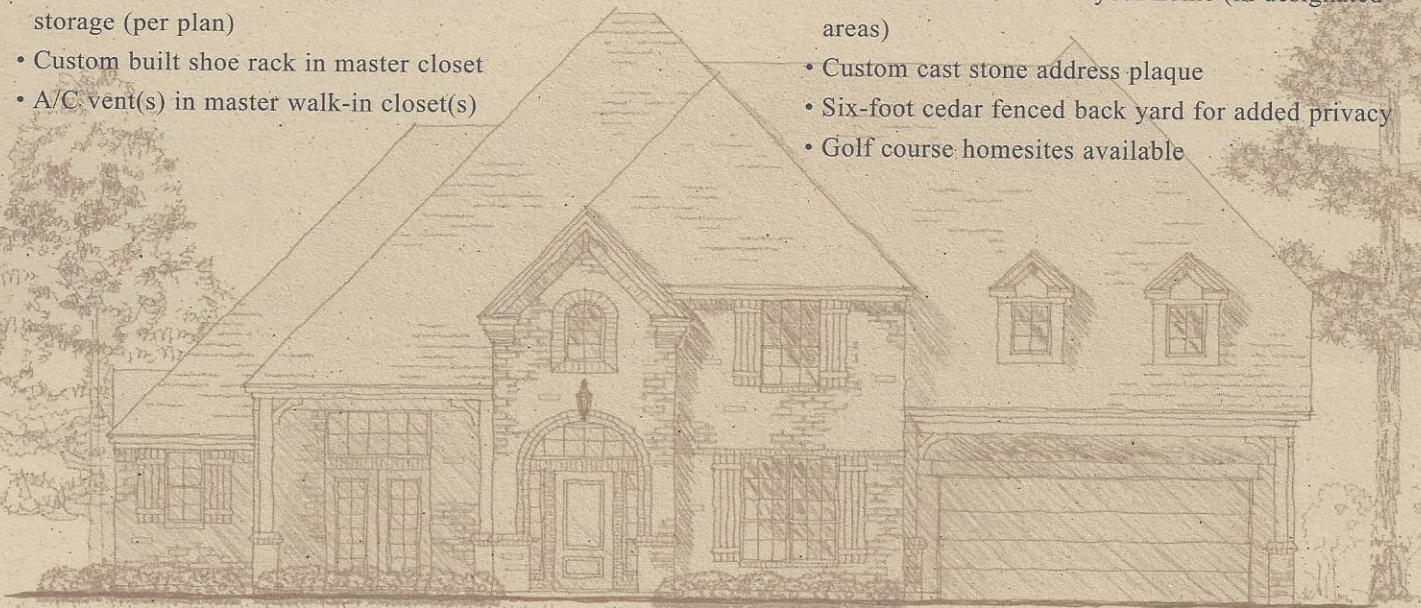 storage (per plan)
• Custom built shoe rack in master closet
• A/C vent(s) in master walk-in closet(s)
areas)
• Custom cast stone address plaque
• Six-foot cedar fenced back yard for added privacy
• Golf course homesites available